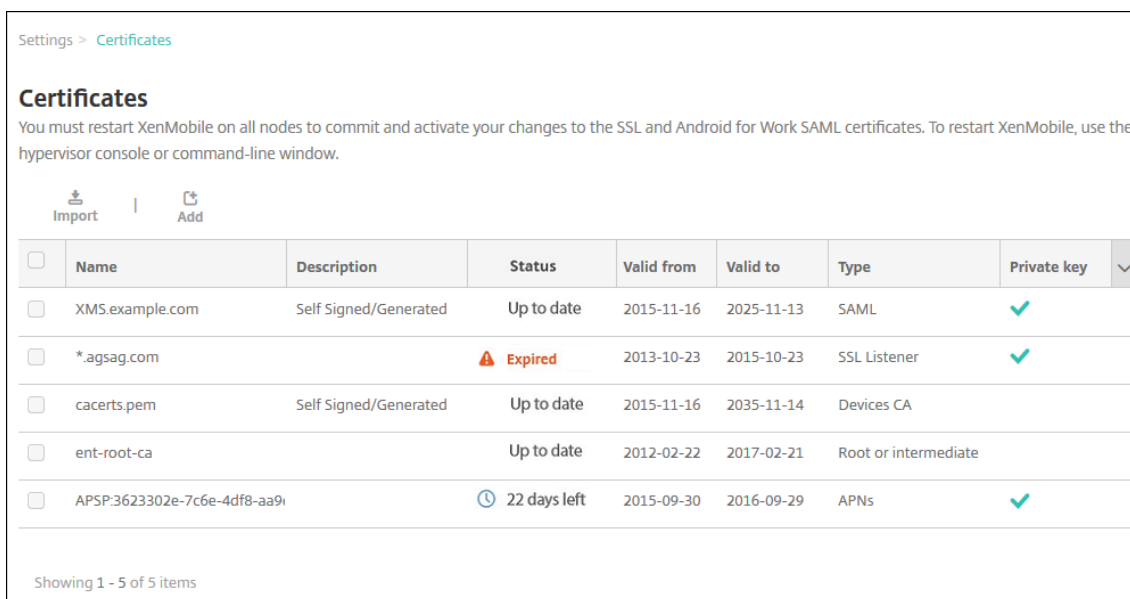 Settings > Certificates
Certificates
You must restart XenMobile on all nodes to commit and activate your changes to the SSL and Android for Work SAML certificates. To restart XenMobile, use the
hypervisor console or command-line window.
Import | Add
Name Description Status Valid from Valid to Type Private key
XMS.example.com Self Signed/Generated Up to date 2015-11-16 2025-11-13 SAML
*.agsag.com Expired 2013-10-23 2015-10-23 SSL Listener
cacerts.pem Self Signed/Generated Up to date 2015-11-16 2035-11-14 Devices CA
ent-root-ca Up to date 2012-02-22 2017-02-21 Root or intermediate
APSP:3623302e-7c6e-4df8-aa9 22 days left 2015-09-30 2016-09-29 APNs
Showing 1 - 5 of 5 items